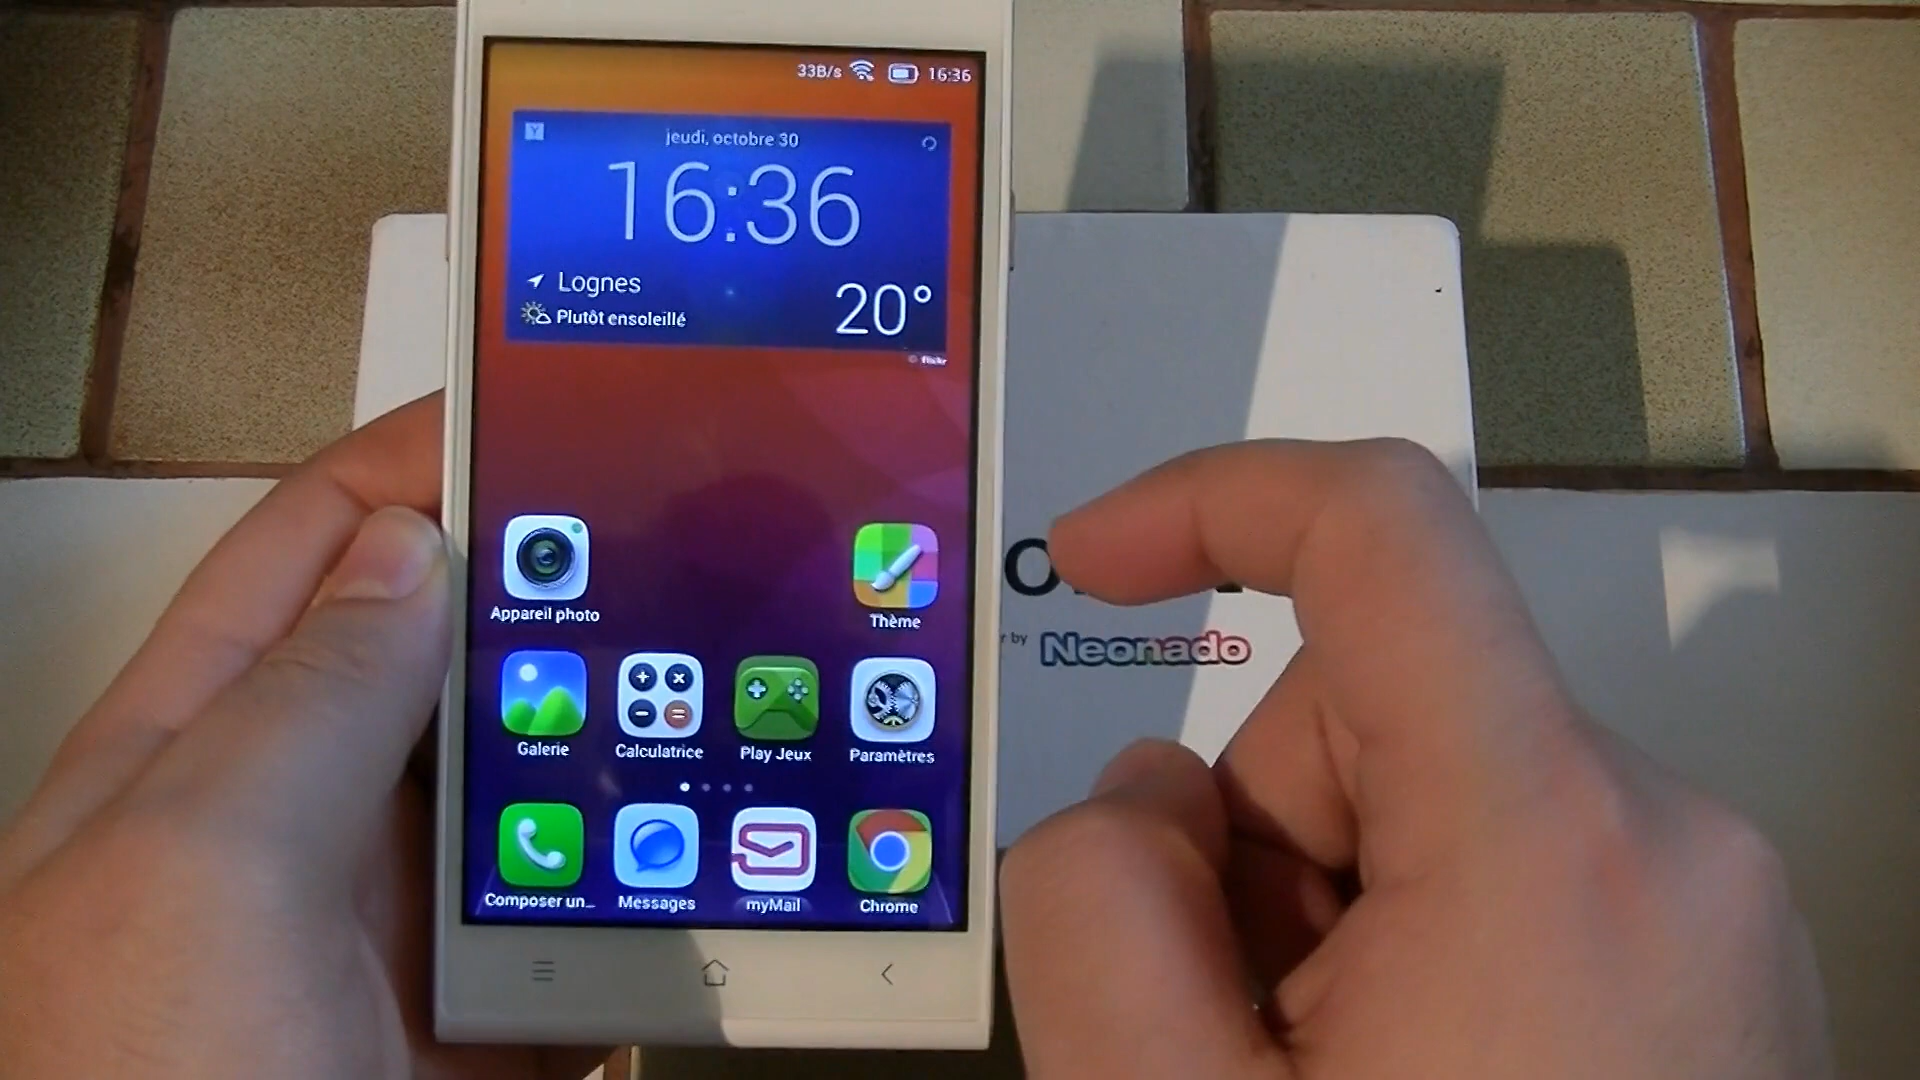 33B/s 16:36
Y
jeudi, octobre 30
16:36
Lognes
20°
Plutôt ensoleillé
flickr
Appareil photo
Thème
Galerie
Calculatrice
Play Jeux
Paramètres
Composer un...
Messages
myMail
Chrome
by
Neonado